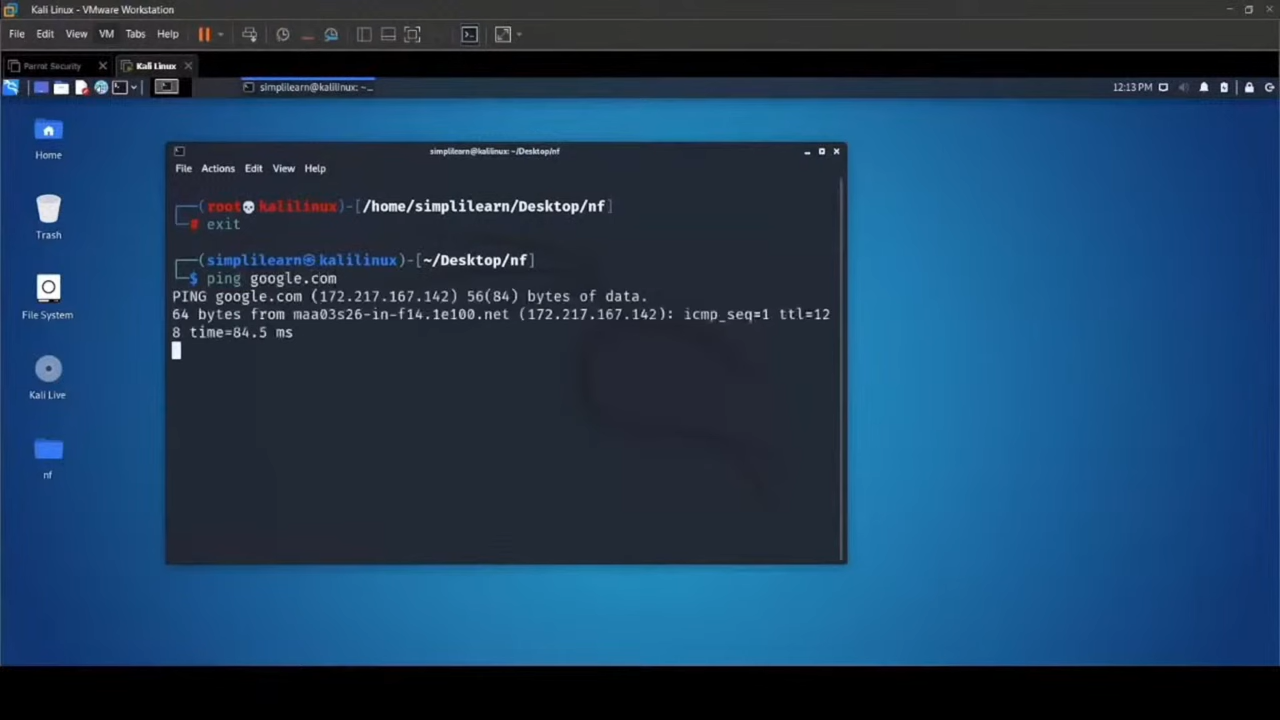 Kali Linux - VMware Workstation
File Edit View VM Tabs Help
Parrot Security Kali Linux
simplilearn@kalilinux: ~... 12:13 PM
Home
Trash
File System
Kali Live
nf
simplilearn@kalilinux: ~/Desktop/nf
File Actions Edit View Help
(root💀kalilinux)-[/home/simplilearn/Desktop/nf]
# exit
(simplilearn㉿kalilinux)-[~/Desktop/nf]
$ ping google.com
PING google.com (172.217.167.142) 56(84) bytes of data.
64 bytes from maa03s26-in-f14.1e100.net (172.217.167.142): icmp_seq=1 ttl=12
8 time=84.5 ms